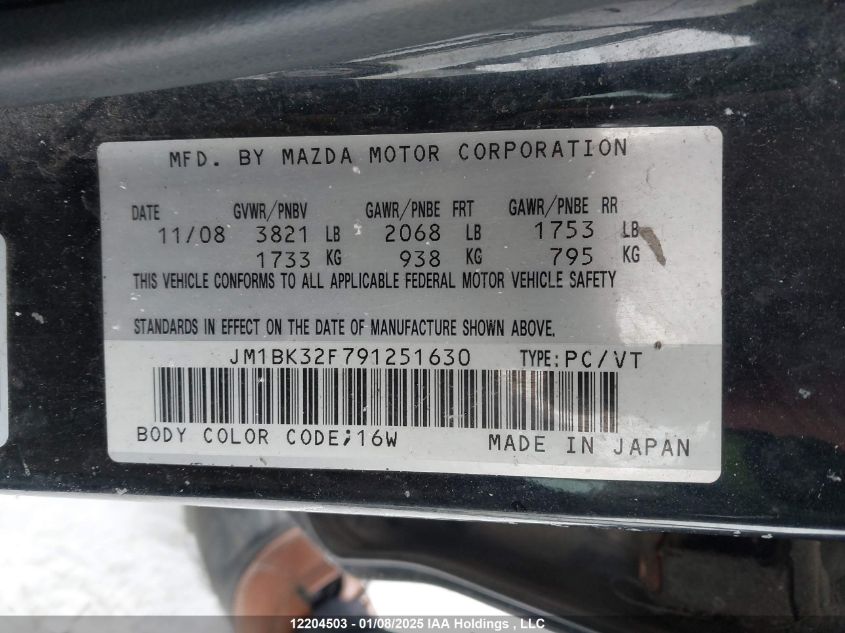 MFD. BY MAZDA MOTOR CORPORATION
DATE GVWR/PNBV GAWR/PNBE FRT GAWR/PNBE RR
11/08 3821 LB 2068 LB 1753 LB
1733 KG 938 KG 795 KG
THIS VEHICLE CONFORMS TO ALL APPLICABLE FEDERAL MOTOR VEHICLE SAFETY
STANDARDS IN EFFECT ON THE DATE OF MANUFACTURE SHOWN ABOVE.
JM1BK32F791251630 TYPE:PC/VT
BODY COLOR CODE;16W MADE IN JAPAN
12204503 - 01/08/2025 IAA Holdings , LLC